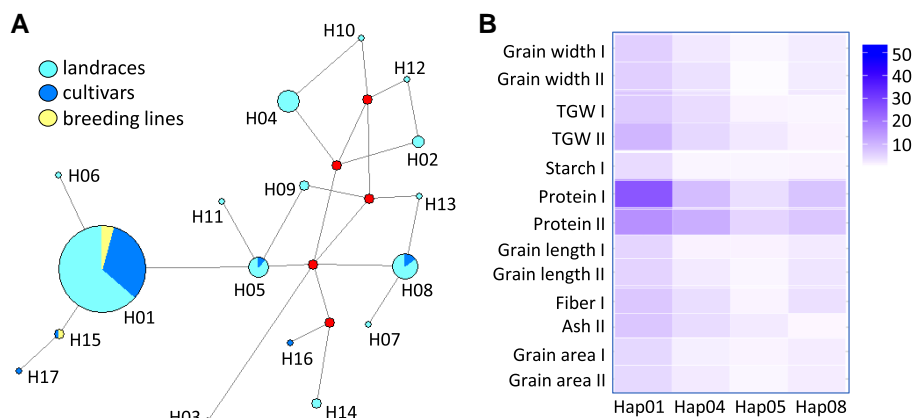 A
landraces
cultivars
breeding lines
H10
H12
H04
H02
H06
H09
H11
H13
H05
H08
H01
H15
H07
H16
H17
H14
H03
B
Grain width I
Grain width II
TGW I
TGW II
Starch I
Protein I
Protein II
Grain length I
Grain length II
Fiber I
Ash II
Grain area I
Grain area II
Hap01 Hap04 Hap05 Hap08
50
40
30
20
10